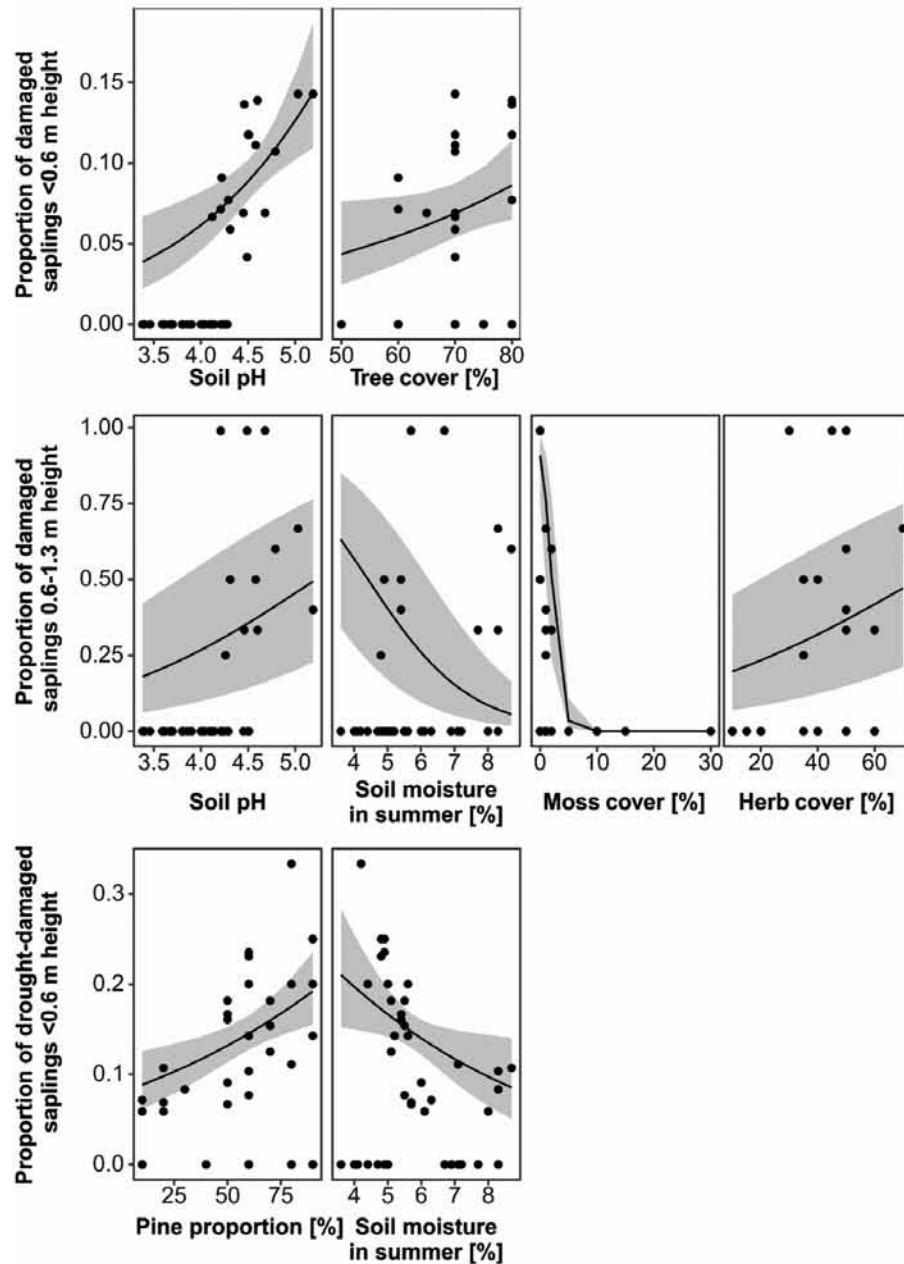 Proportion of damaged
saplings <0.6 m height
0.15
0.10
0.05
0.00
3.5 4.0 4.5 5.0
Soil pH
50 60 70 80
Tree cover [%]
Proportion of damaged
saplings 0.6-1.3 m height
1.00
0.75
0.50
0.25
0.00
3.5 4.0 4.5 5.0
Soil pH
4 5 6 7 8
Soil moisture
in summer [%]
0 10 20 30
Moss cover [%]
20 40 60
Herb cover [%]
Proportion of drought-damaged
saplings <0.6 m height
0.3
0.2
0.1
0.0
25 50 75
Pine proportion [%]
4 5 6 7 8
Soil moisture
in summer [%]